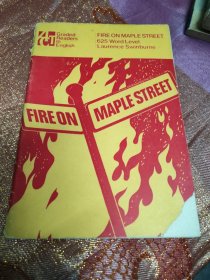 Graded
Readers
in
English
FIRE ON MAPLE STREET
625 Word Level
Laurence Swinburne
FIRE ON
MAPLE STREET